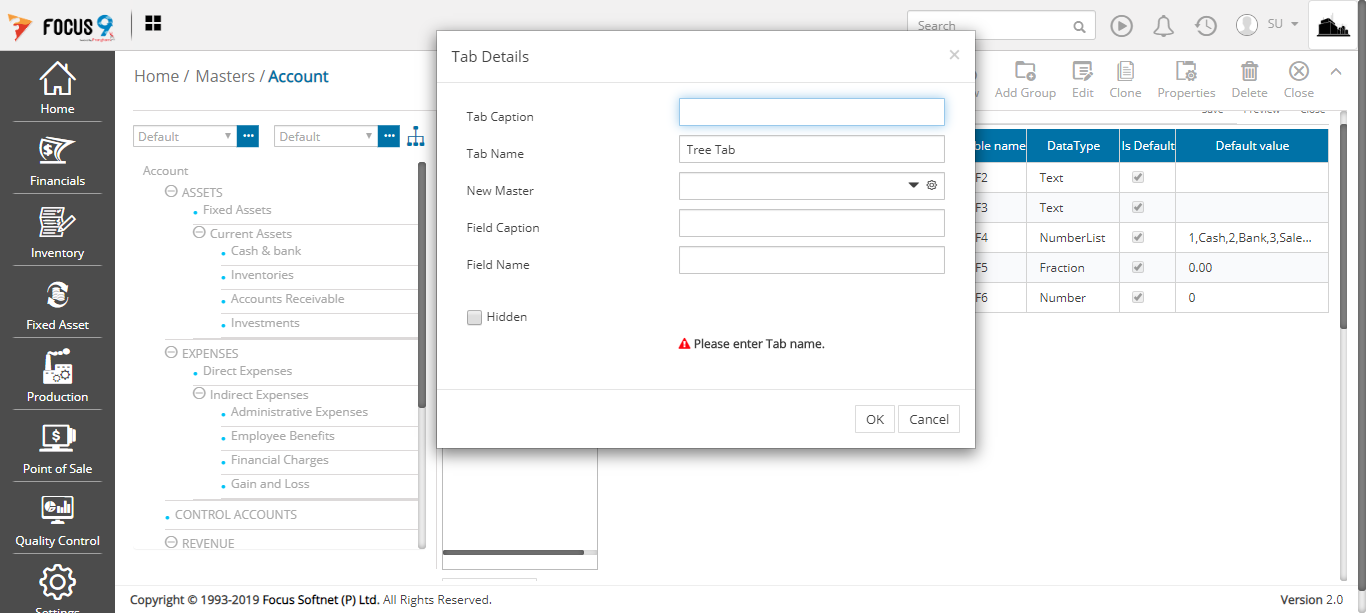 FOCUS 9
Search
SU
Home
Financials
Inventory
Fixed Asset
Production
Point of Sale
Quality Control
Settings
Home / Masters / Account
Add Group
Edit
Clone
Properties
Delete
Close
Save
Preview
Close
Default
Default
Account
ASSETS
Fixed Assets
Current Assets
Cash & bank
Inventories
Accounts Receivable
Investments
EXPENSES
Direct Expenses
Indirect Expenses
Administrative Expenses
Employee Benefits
Financial Charges
Gain and Loss
CONTROL ACCOUNTS
REVENUE
Tab Details
Tab Caption
Tab Name Tree Tab
New Master
Field Caption
Field Name
Hidden
Please enter Tab name.
OK Cancel
ble name DataType Is Default Default value
F2 Text
F3 Text
F4 NumberList 1,Cash,2,Bank,3,Sale...
F5 Fraction 0.00
F6 Number 0
Copyright © 1993-2019 Focus Softnet (P) Ltd. All Rights Reserved.
Version 2.0